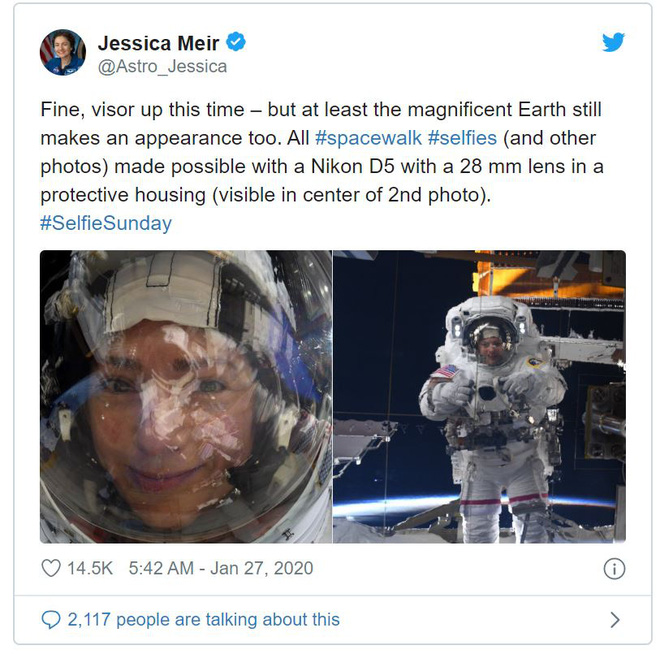 Jessica Meir
@Astro_Jessica
Fine, visor up this time – but at least the magnificent Earth still
makes an appearance too. All #spacewalk #selfies (and other
photos) made possible with a Nikon D5 with a 28 mm lens in a
protective housing (visible in center of 2nd photo).
#SelfieSunday
14.5K 5:42 AM - Jan 27, 2020
2,117 people are talking about this